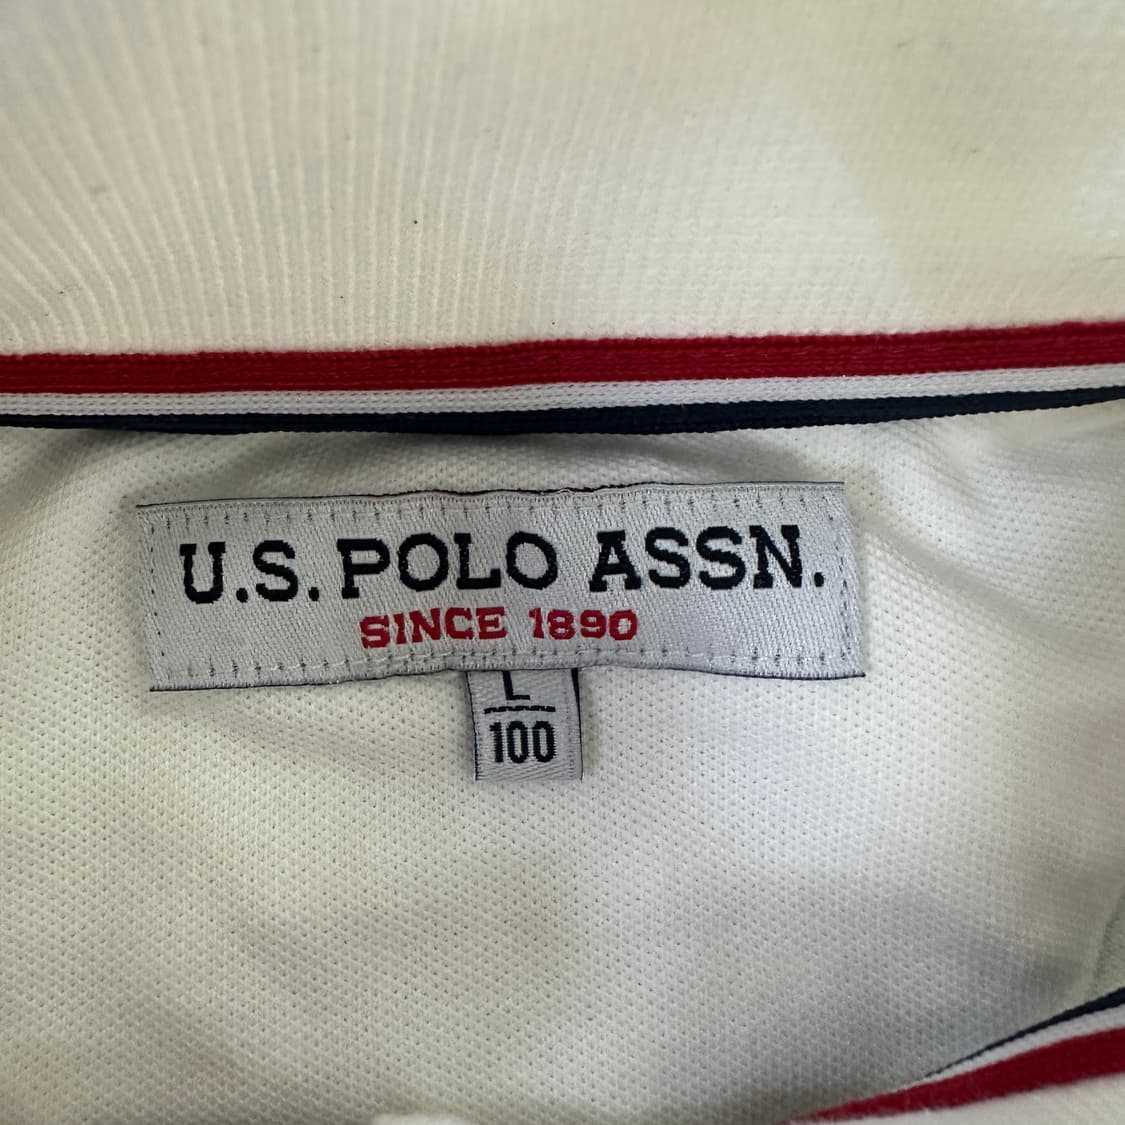 U.S. POLO ASSN.
SINCE 1890
L
100